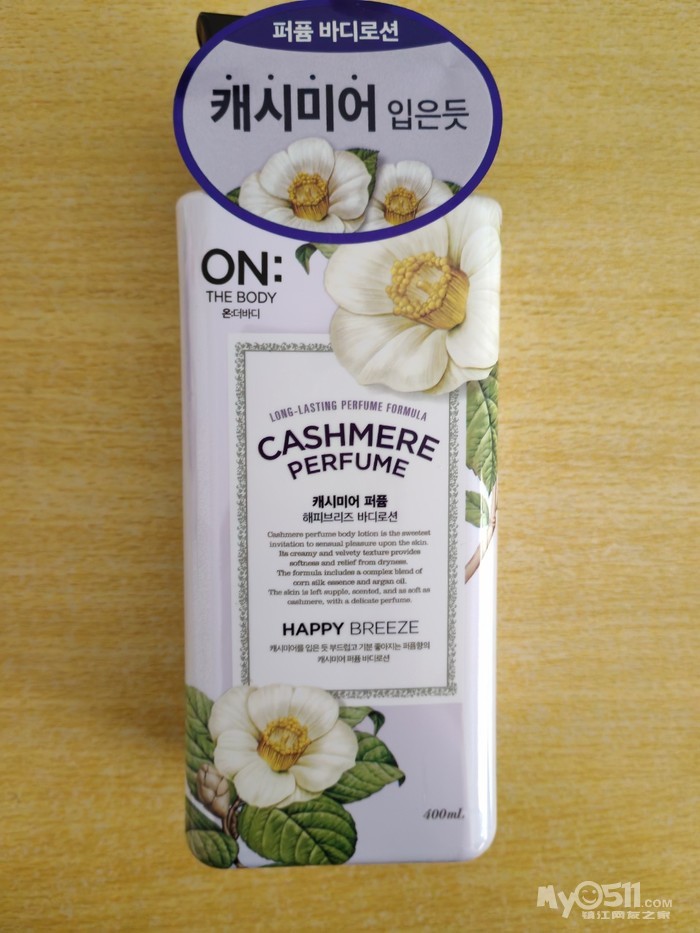 퍼퓸 바디로션
캐시미어 입은듯
ON:
THE BODY
온:더바디
LONG-LASTING PERFUME FORMULA
CASHMERE
PERFUME
캐시미어 퍼퓸
해피브리즈 바디로션
Cashmere perfume body lotion is the sweetest
invitation to sensual pleasure upon the skin.
Its creamy and velvety texture provides
softness and relief from dryness.
The formula includes a complex blend of
corn silk essence and argan oil.
The skin is left supple, scented, and as soft as
cashmere, with a delicate perfume.
HAPPY BREEZE
캐시미어를 입은 듯 부드럽고 기분 좋아지는 퍼퓸향의
캐시미어 퍼퓸 바디로션
400mL
My0511.COM
镇江网友之家